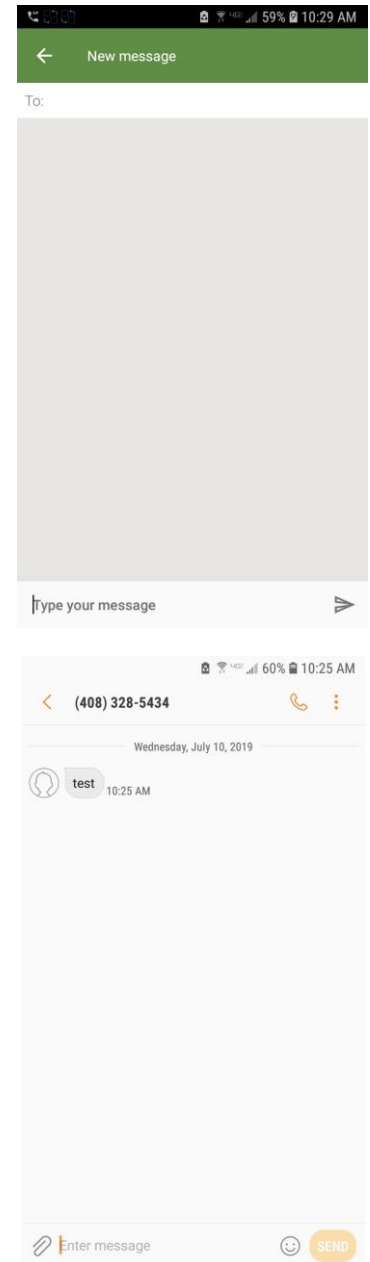 59% 10:29 AM
New message
To:
Type your message
60% 10:25 AM
(408) 328-5434
Wednesday, July 10, 2019
test
10:25 AM
Enter message
SEND